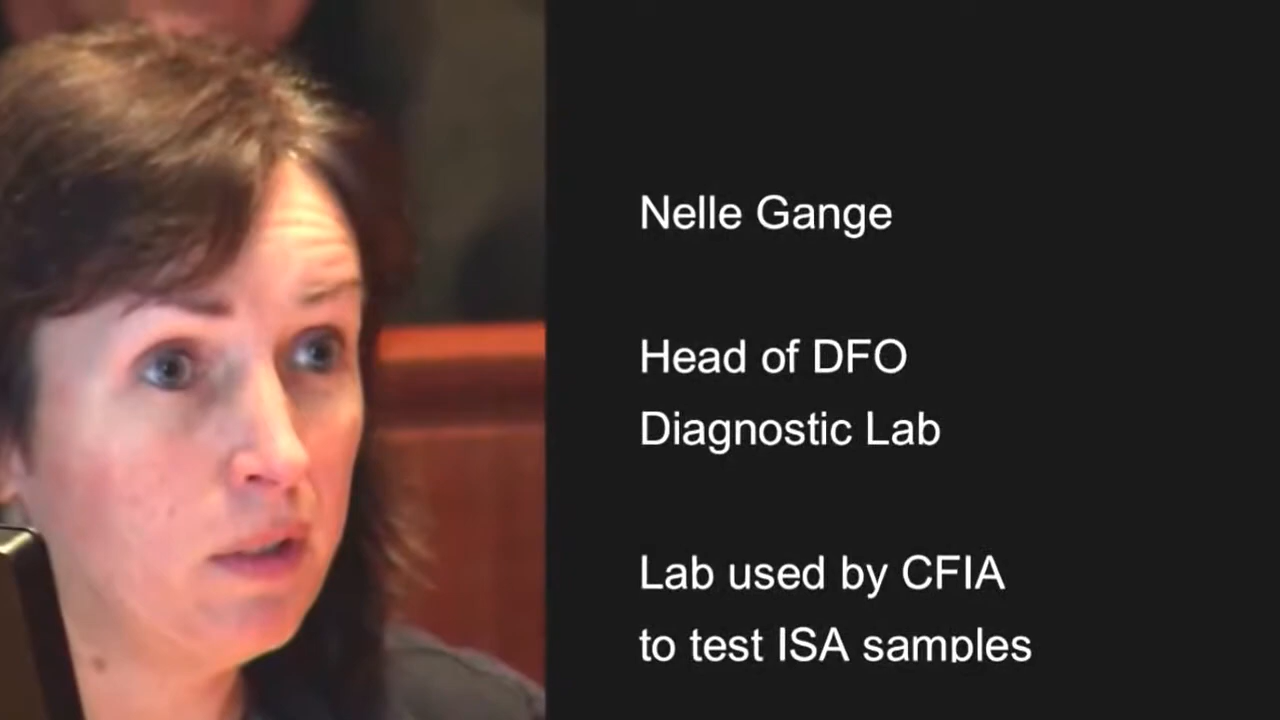 Nelle Gange
Head of DFO
Diagnostic Lab
Lab used by CFIA
to test ISA samples